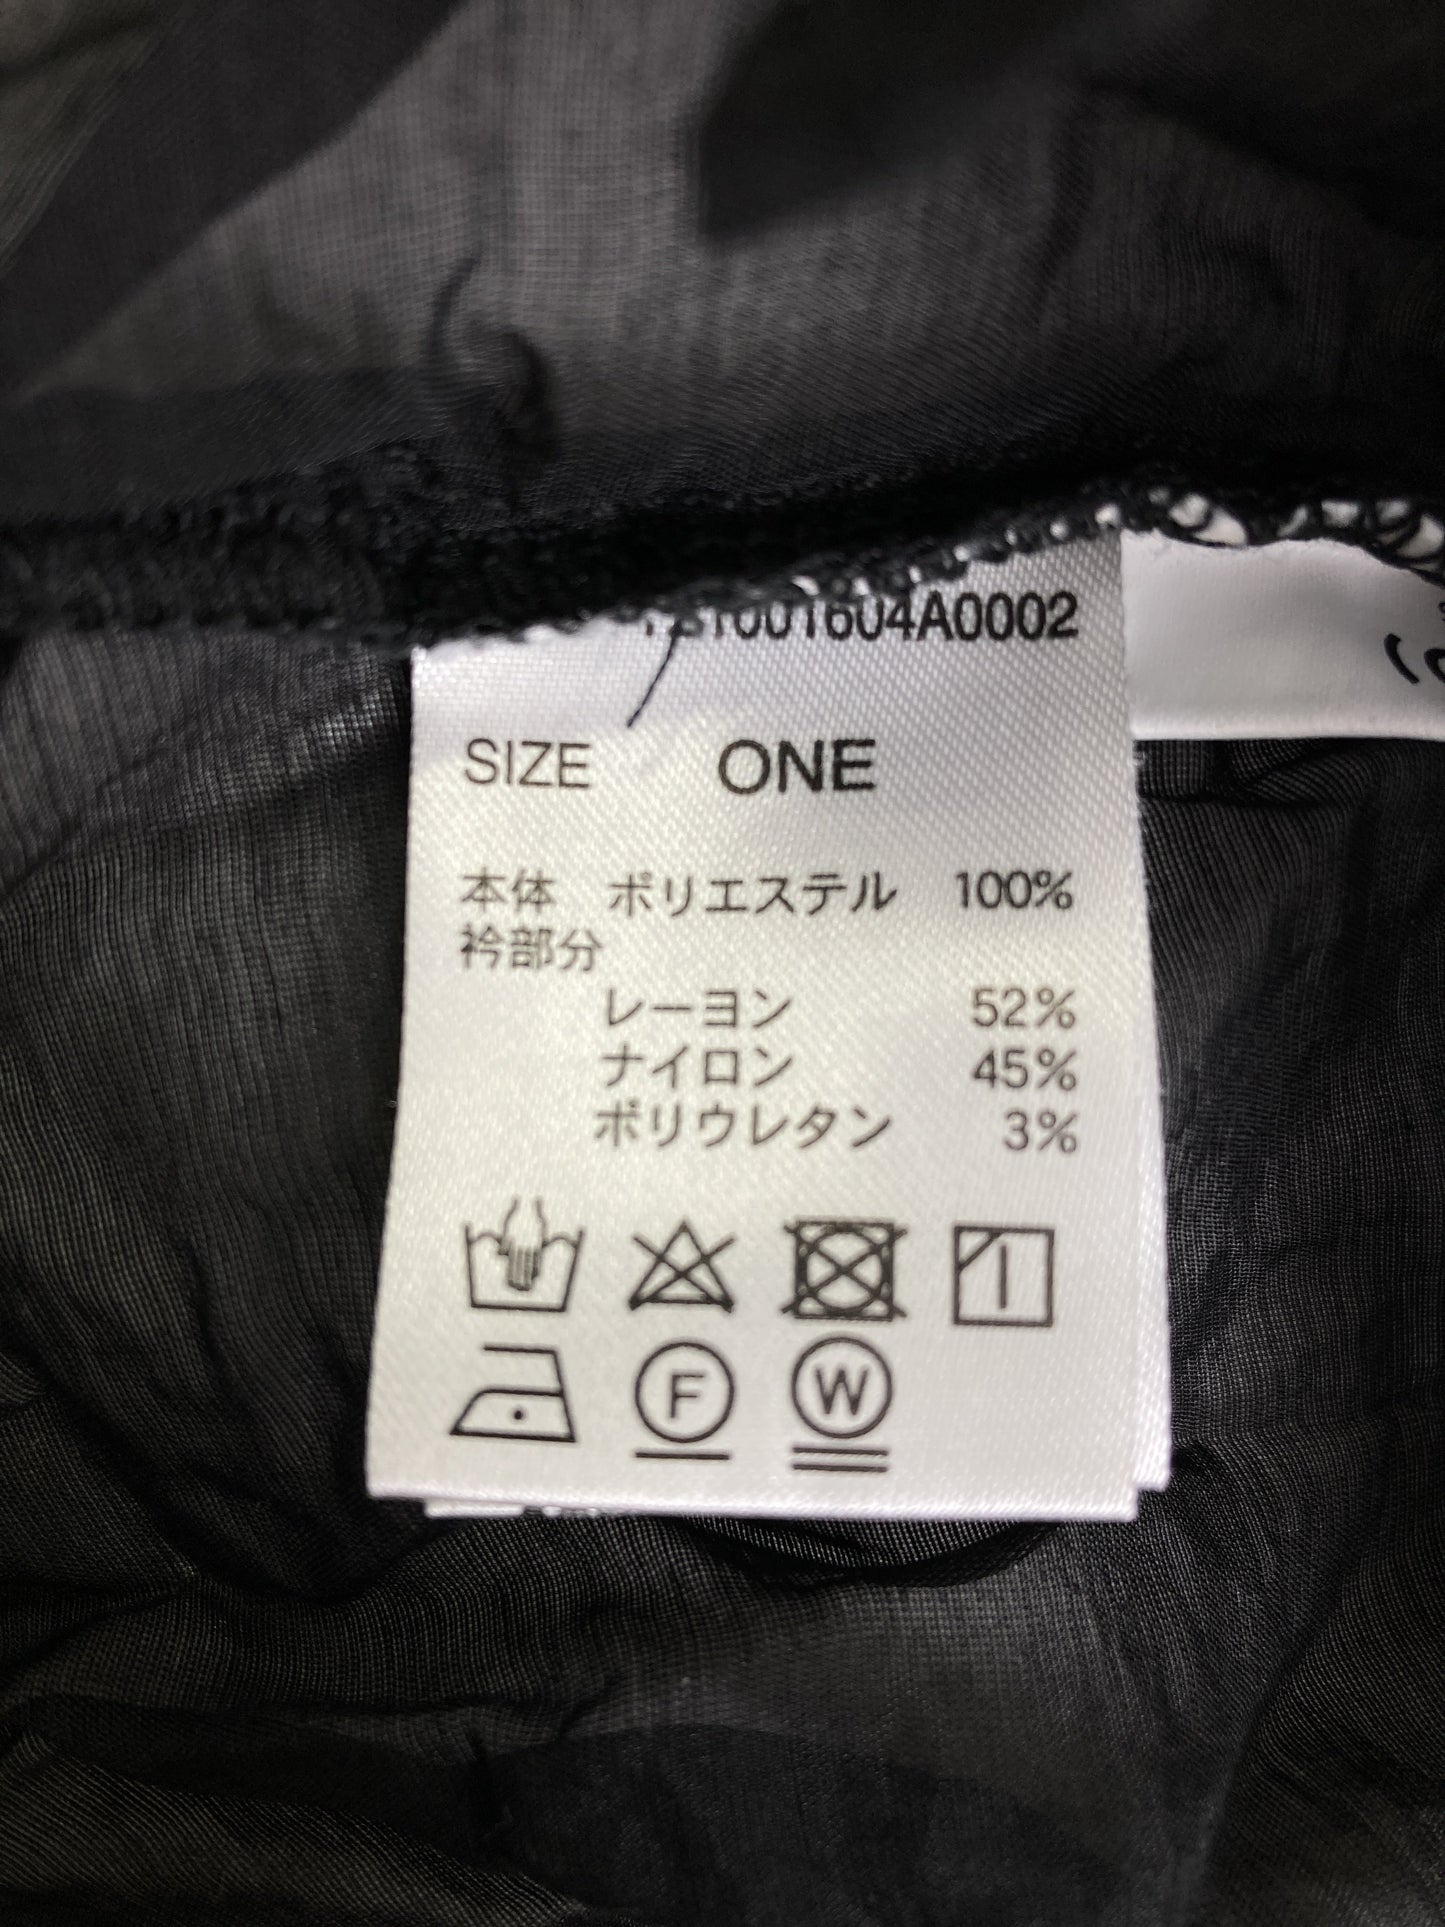 1001604A0002
SIZE ONE
本体 ポリエステル 100%
衿部分
レーヨン 52%
ナイロン 45%
ポリウレタン 3%
F W